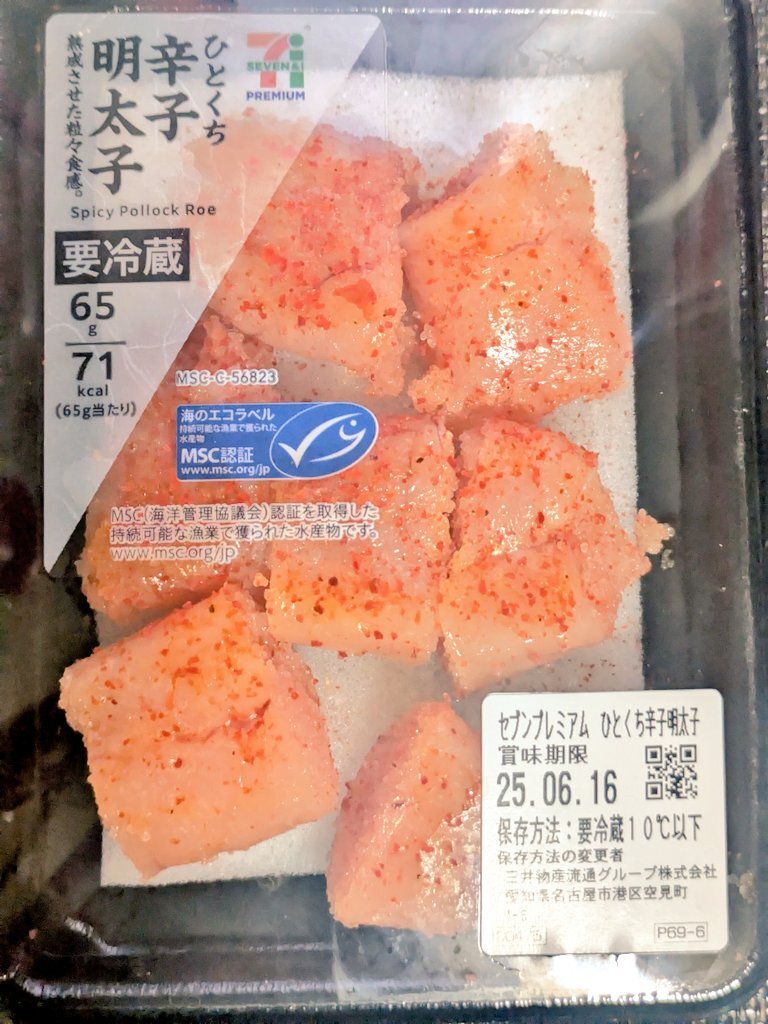 ひとくち
辛子
明太子
熟成させた粒々食感。
SEVEN&i
PREMIUM
Spicy Pollock Roe
要冷蔵
65
g
71
kcal
(65g当たり)
MSC-C-56823
海のエコラベル
持続可能な漁業で獲られた
水産物
MSC認証
www.msc.org/jp
MSC(海洋管理協議会)認証を取得した
持続可能な漁業で獲られた水産物です。
www.msc.org/jp
セブンプレミアム ひとくち辛子明太子
賞味期限
25.06.16
保存方法:要冷蔵10℃以下
保存方法の変更者
三井物産流通グループ株式会社
愛知県名古屋市港区空見町
P69-6